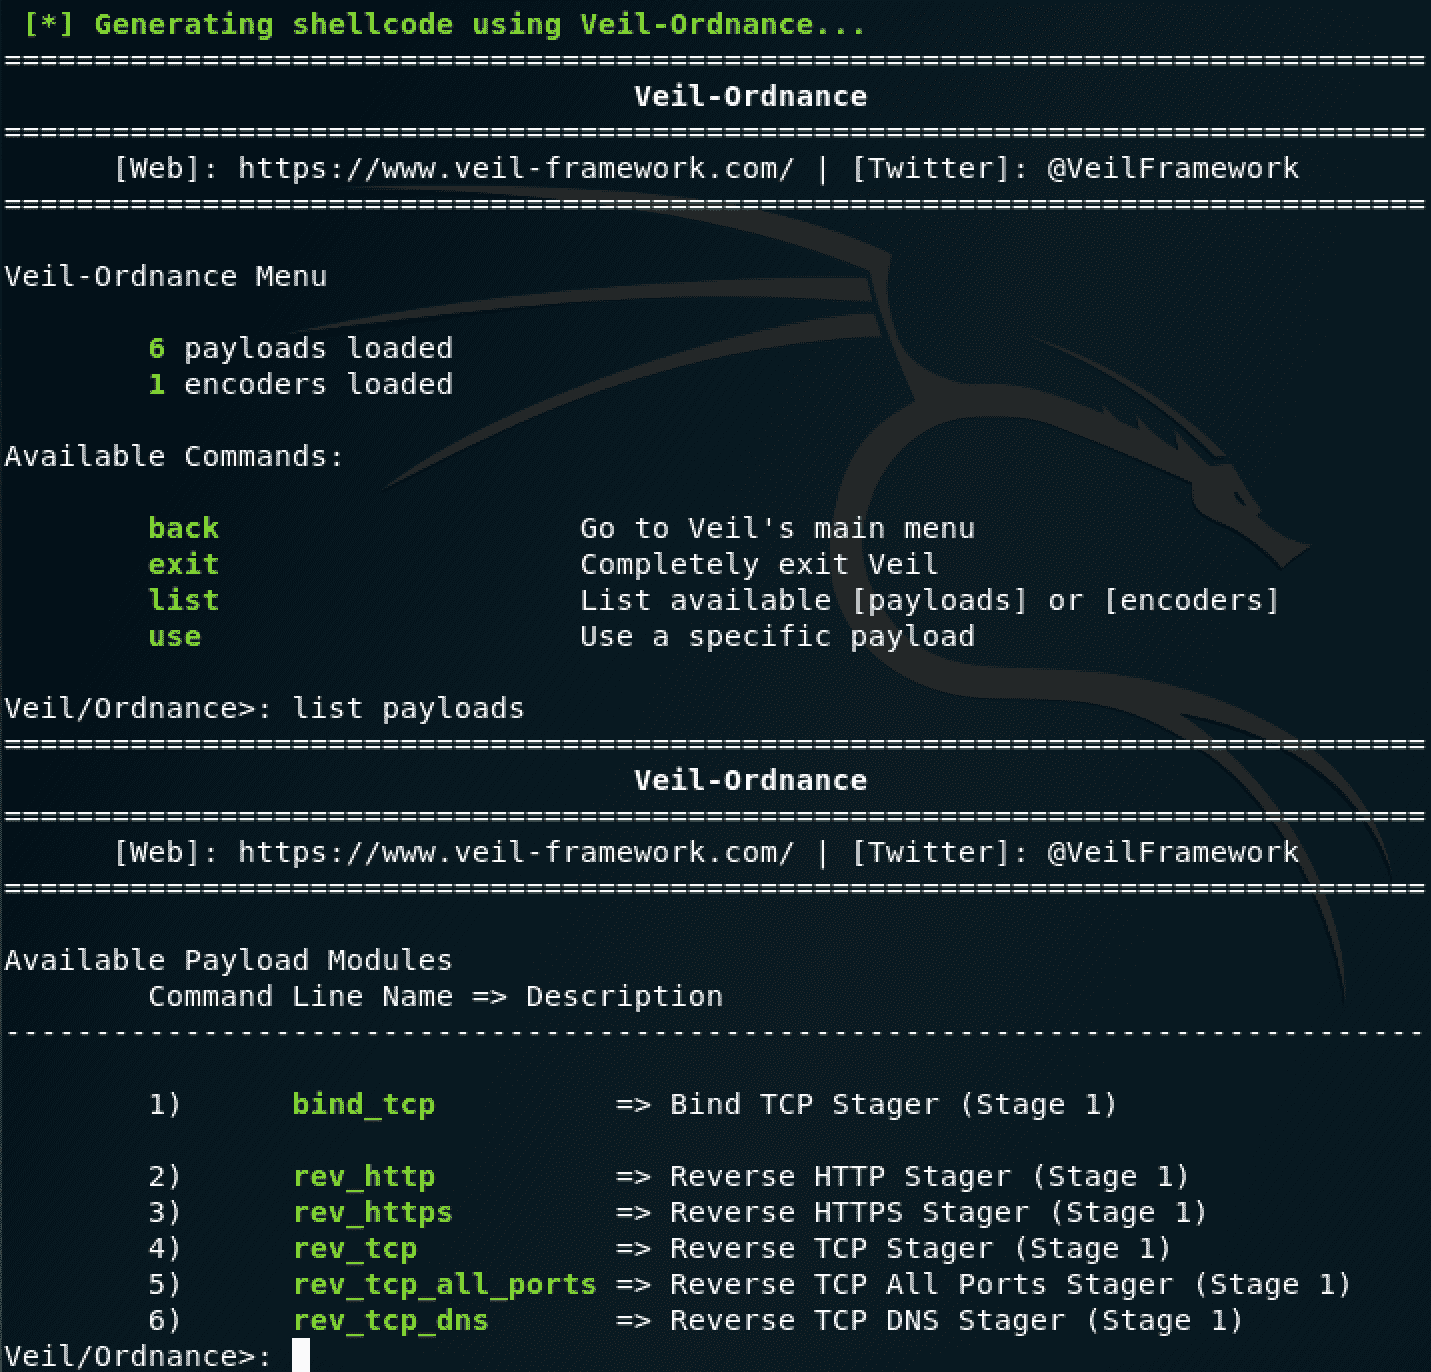 [*] Generating shellcode using Veil-Ordnance...
===============================================================================
Veil-Ordnance
===============================================================================
[Web]: https://www.veil-framework.com/ | [Twitter]: @VeilFramework
===============================================================================
Veil-Ordnance Menu
6 payloads loaded
1 encoders loaded
Available Commands:
back Go to Veil's main menu
exit Completely exit Veil
list List available [payloads] or [encoders]
use Use a specific payload
Veil/Ordnance>: list payloads
===============================================================================
Veil-Ordnance
===============================================================================
[Web]: https://www.veil-framework.com/ | [Twitter]: @VeilFramework
===============================================================================
Available Payload Modules
Command Line Name => Description
-------------------------------------------------------------------------------
1) bind_tcp => Bind TCP Stager (Stage 1)
2) rev_http => Reverse HTTP Stager (Stage 1)
3) rev_https => Reverse HTTPS Stager (Stage 1)
4) rev_tcp => Reverse TCP Stager (Stage 1)
5) rev_tcp_all_ports => Reverse TCP All Ports Stager (Stage 1)
6) rev_tcp_dns => Reverse TCP DNS Stager (Stage 1)
Veil/Ordnance>: